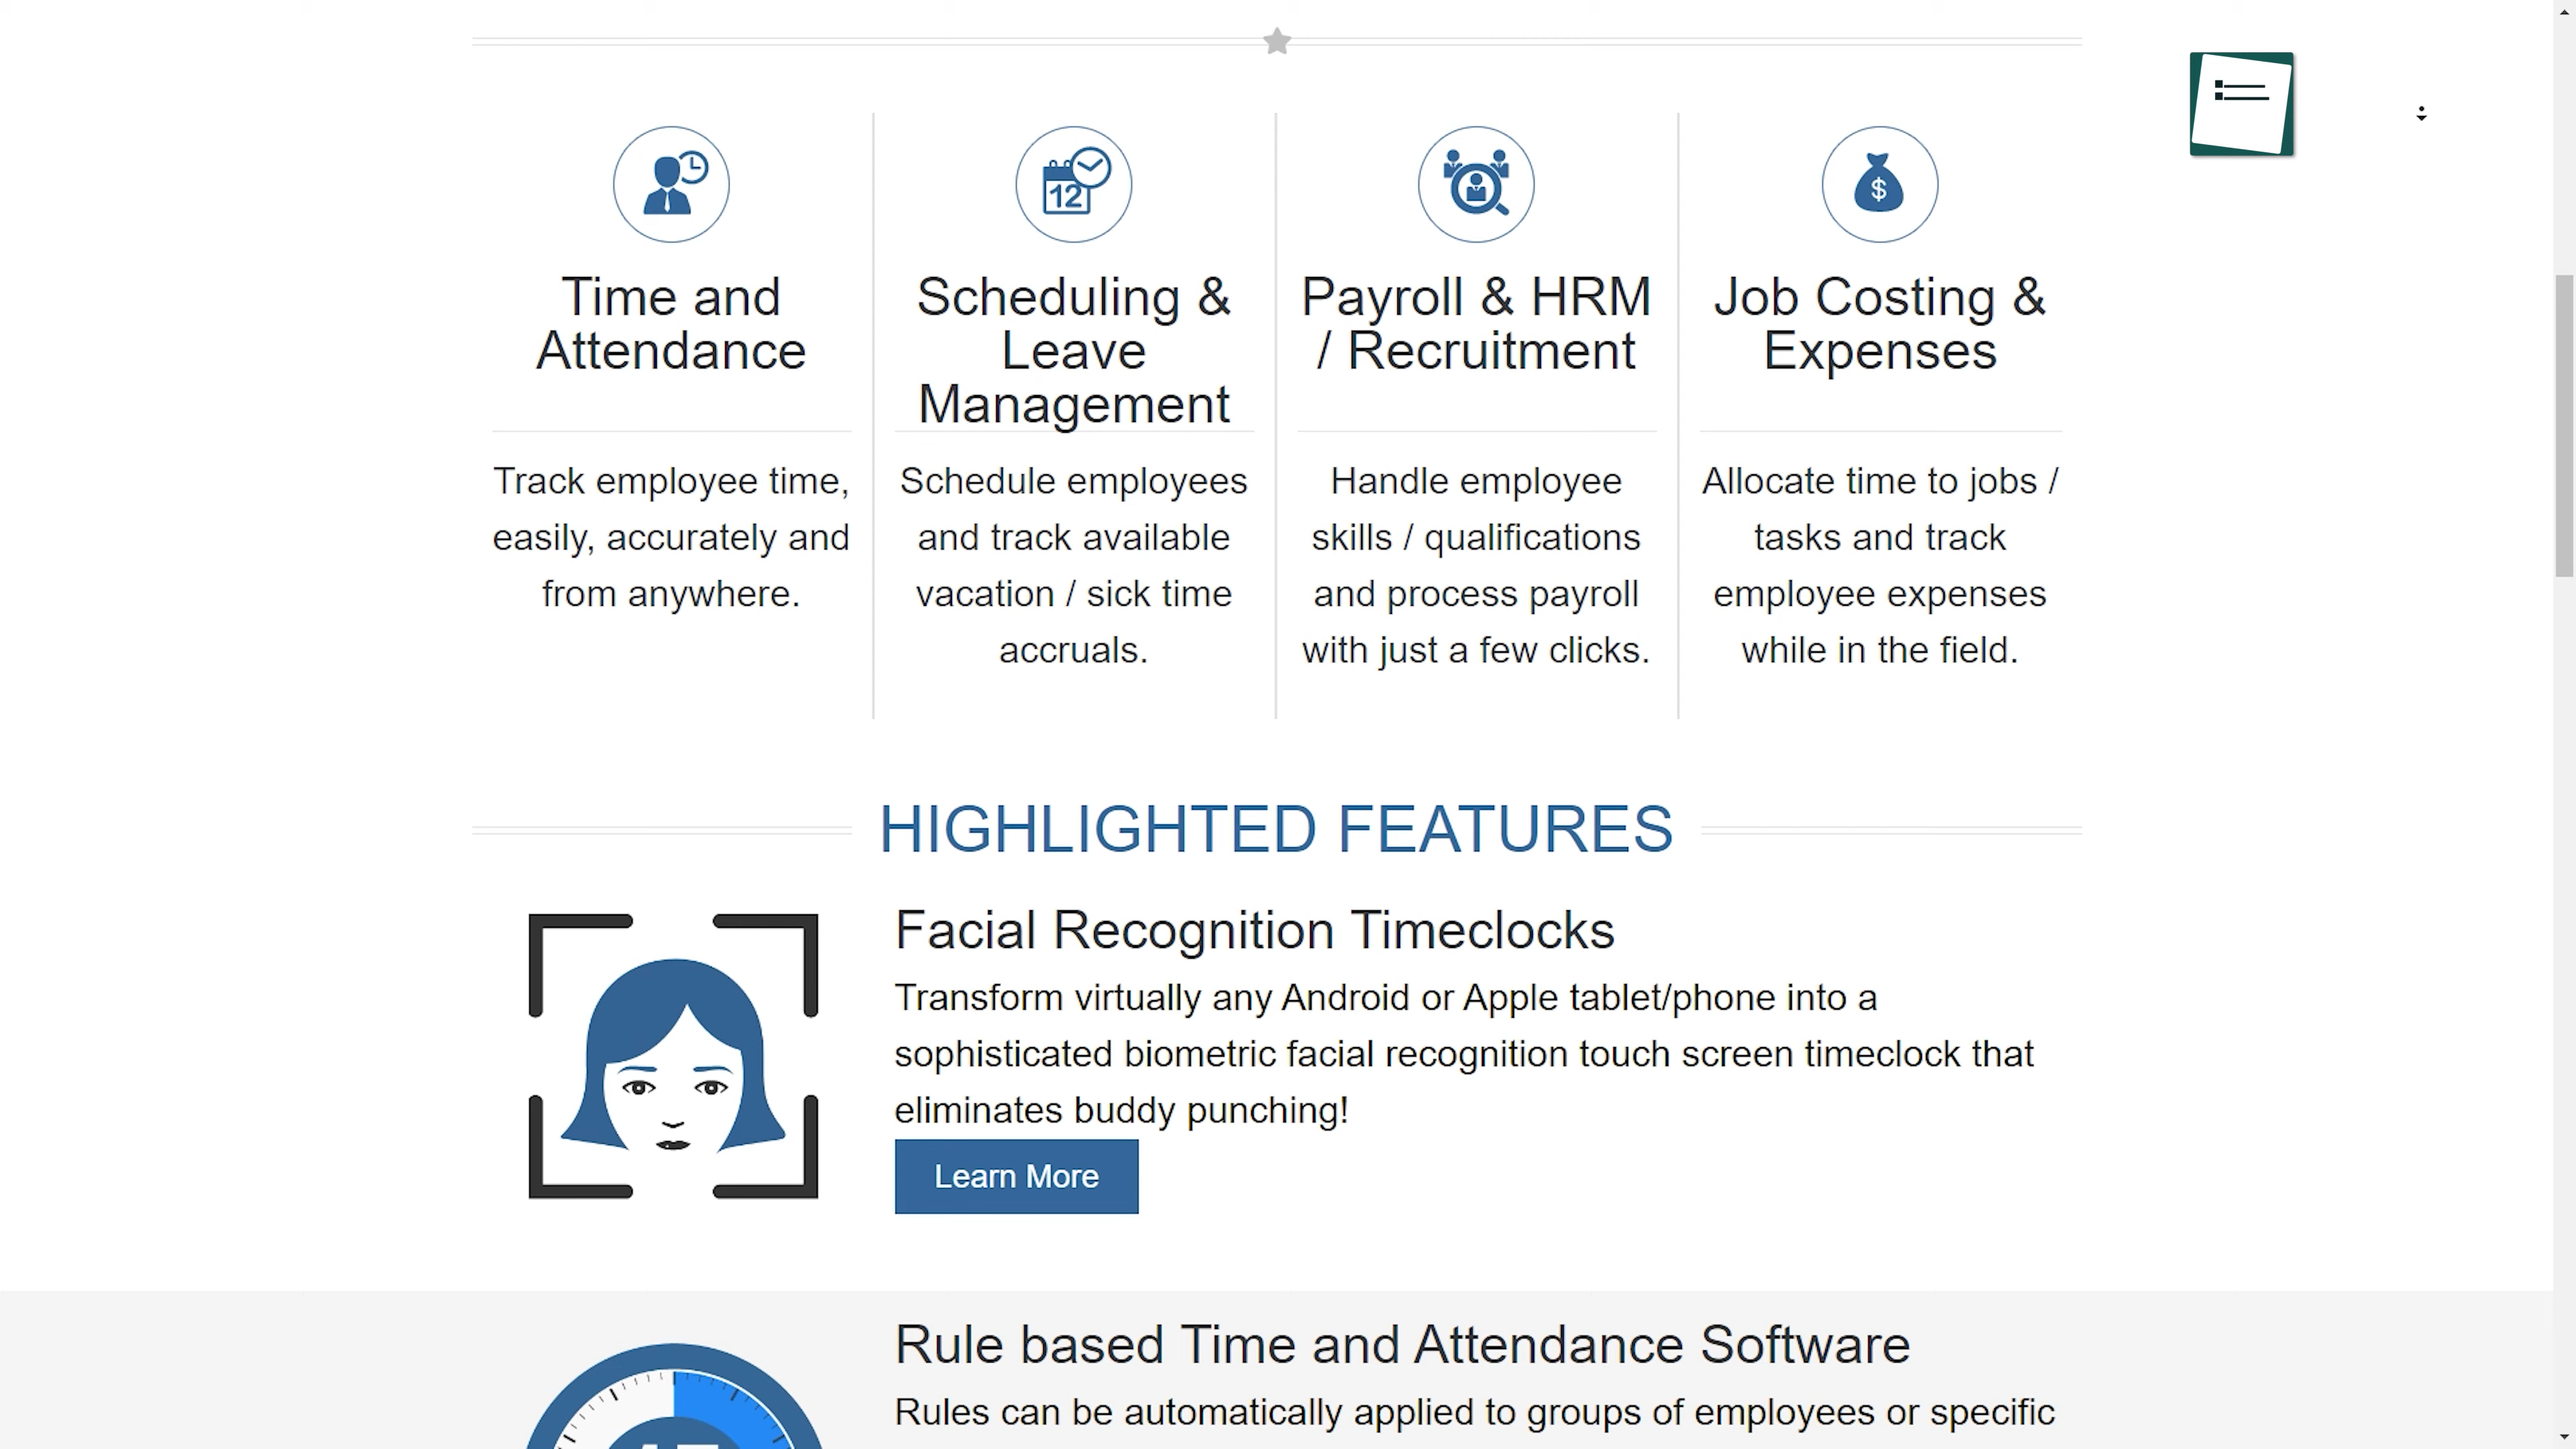 12
$
Time and
Attendance
Track employee time,
easily, accurately and
from anywhere.
Scheduling &
Leave
Management
Schedule employees
and track available
vacation / sick time
accruals.
Payroll & HRM
/ Recruitment
Handle employee
skills / qualifications
and process payroll
with just a few clicks.
Job Costing &
Expenses
Allocate time to jobs /
tasks and track
employee expenses
while in the field.
HIGHLIGHTED FEATURES
Facial Recognition Timeclocks
Transform virtually any Android or Apple tablet/phone into a
sophisticated biometric facial recognition touch screen timeclock that
eliminates buddy punching!
Learn More
Rule based Time and Attendance Software
Rules can be automatically applied to groups of employees or specific